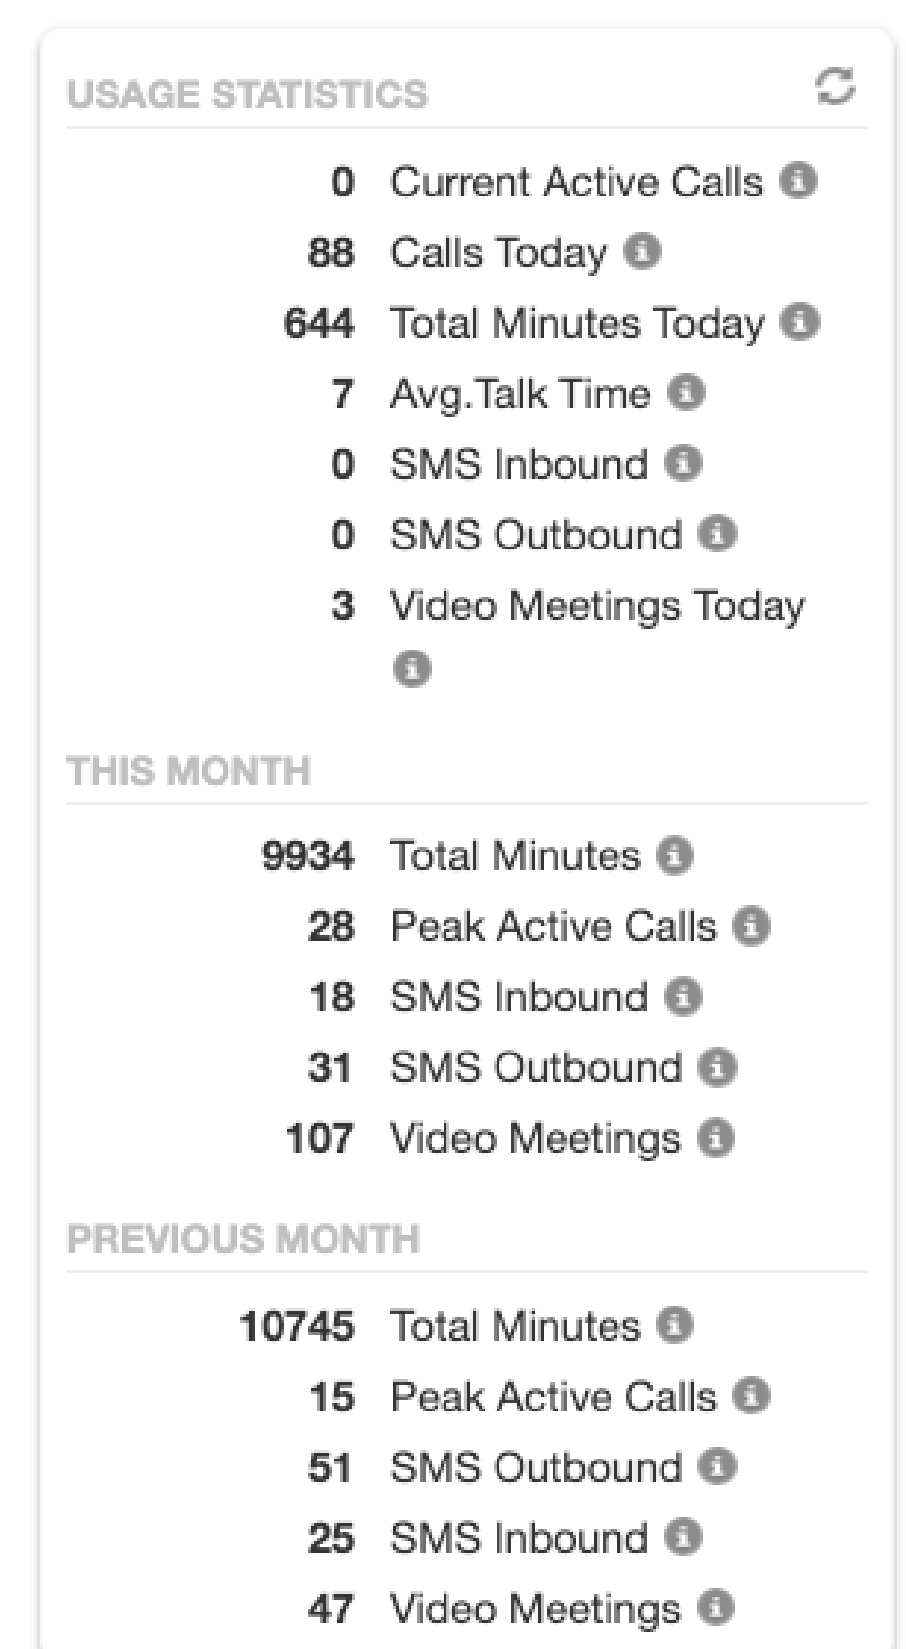 USAGE STATISTICS
0 Current Active Calls
88 Calls Today
644 Total Minutes Today
7 Avg.Talk Time
0 SMS Inbound
0 SMS Outbound
3 Video Meetings Today
THIS MONTH
9934 Total Minutes
28 Peak Active Calls
18 SMS Inbound
31 SMS Outbound
107 Video Meetings
PREVIOUS MONTH
10745 Total Minutes
15 Peak Active Calls
51 SMS Outbound
25 SMS Inbound
47 Video Meetings